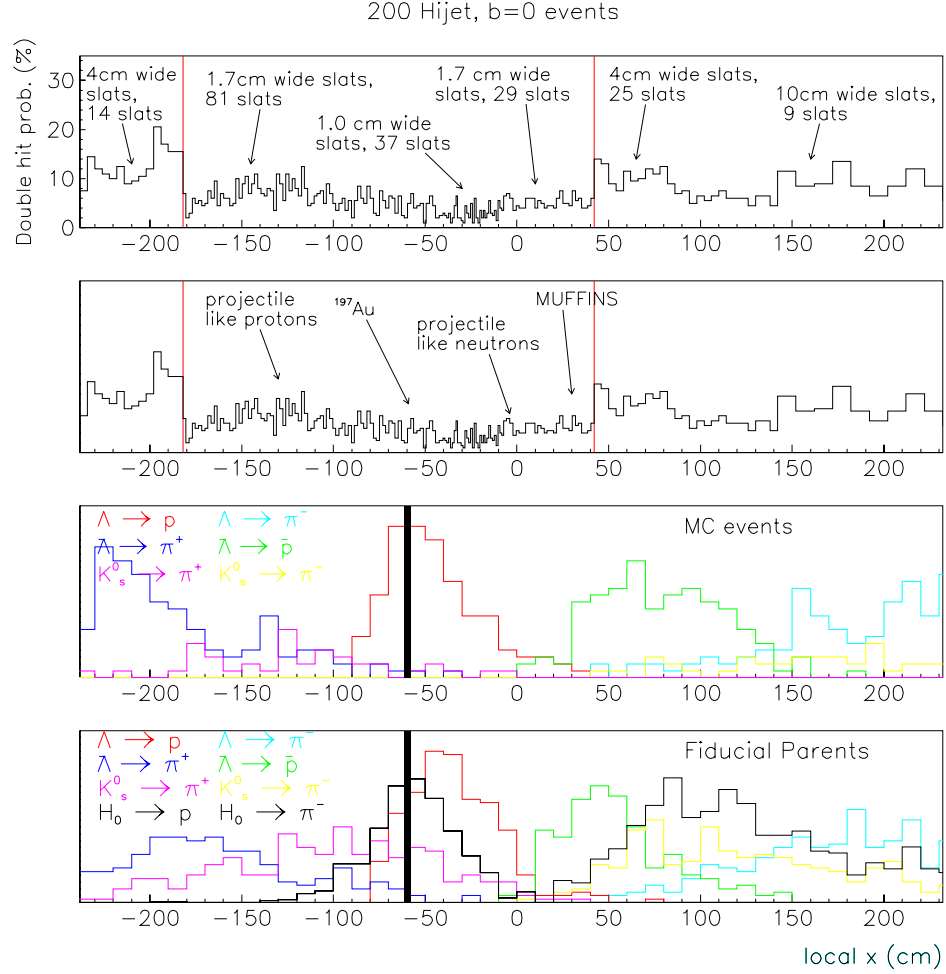 200 Hijet, b=0 events
Double hit prob. (%)
30
20
10
0
4cm wide
slats,
14 slats
1.7cm wide slats,
81 slats
1.0 cm wide
slats, 37 slats
1.7 cm wide
slats, 29 slats
4cm wide slats,
25 slats
10cm wide slats,
9 slats
−200 −150 −100 −50 0 50 100 150 200
projectile
like protons
¹⁹⁷Au
projectile
like neutrons
MUFFINS
−200 −150 −100 −50 0 50 100 150 200
Λ → p
Λ → π⁻
Λ̄ → π⁺
Λ̄ → p̄
K⁰ₛ → π⁺
K⁰ₛ → π⁻
MC events
−200 −150 −100 −50 0 50 100 150 200
Λ → p
Λ → π⁻
Λ̄ → π⁺
Λ̄ → p̄
K⁰ₛ → π⁺
K⁰ₛ → π⁻
H₀ → p
H₀ → π⁻
Fiducial Parents
−200 −150 −100 −50 0 50 100 150 200
local x (cm)